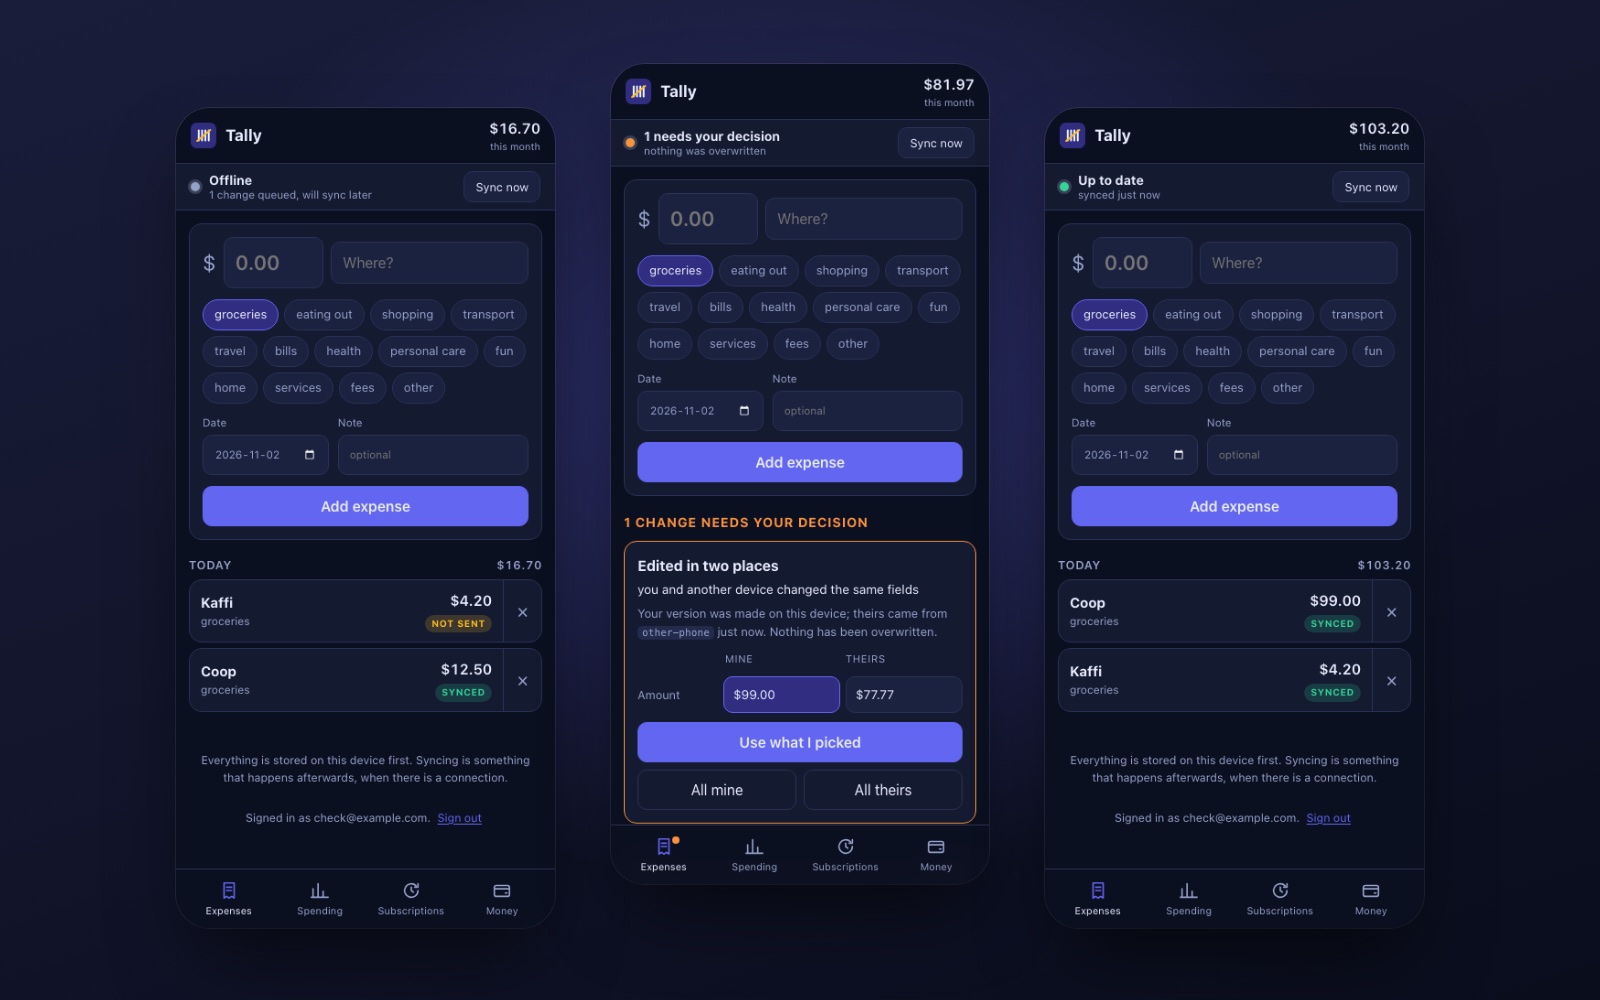 Tally
$16.70
this month
Offline
1 change queued, will sync later
Sync now
$ 0.00 Where?
groceries eating out shopping transport
travel bills health personal care fun
home services fees other
Date Note
2026-11-02 optional
Add expense
TODAY $16.70
Kaffi $4.20
groceries NOT SENT
Coop $12.50
groceries SYNCED
Everything is stored on this device first. Syncing is something
that happens afterwards, when there is a connection.
Signed in as check@example.com. Sign out
Expenses Spending Subscriptions Money
Tally
$81.97
this month
1 needs your decision
nothing was overwritten
Sync now
$ 0.00 Where?
groceries eating out shopping transport
travel bills health personal care fun
home services fees other
Date Note
2026-11-02 optional
Add expense
1 CHANGE NEEDS YOUR DECISION
Edited in two places
you and another device changed the same fields
Your version was made on this device; theirs came from
other-phone just now. Nothing has been overwritten.
MINE THEIRS
Amount $99.00 $77.77
Use what I picked
All mine All theirs
Expenses Spending Subscriptions Money
Tally
$103.20
this month
Up to date
synced just now
Sync now
$ 0.00 Where?
groceries eating out shopping transport
travel bills health personal care fun
home services fees other
Date Note
2026-11-02 optional
Add expense
TODAY $103.20
Coop $99.00
groceries SYNCED
Kaffi $4.20
groceries SYNCED
Everything is stored on this device first. Syncing is something
that happens afterwards, when there is a connection.
Signed in as check@example.com. Sign out
Expenses Spending Subscriptions Money